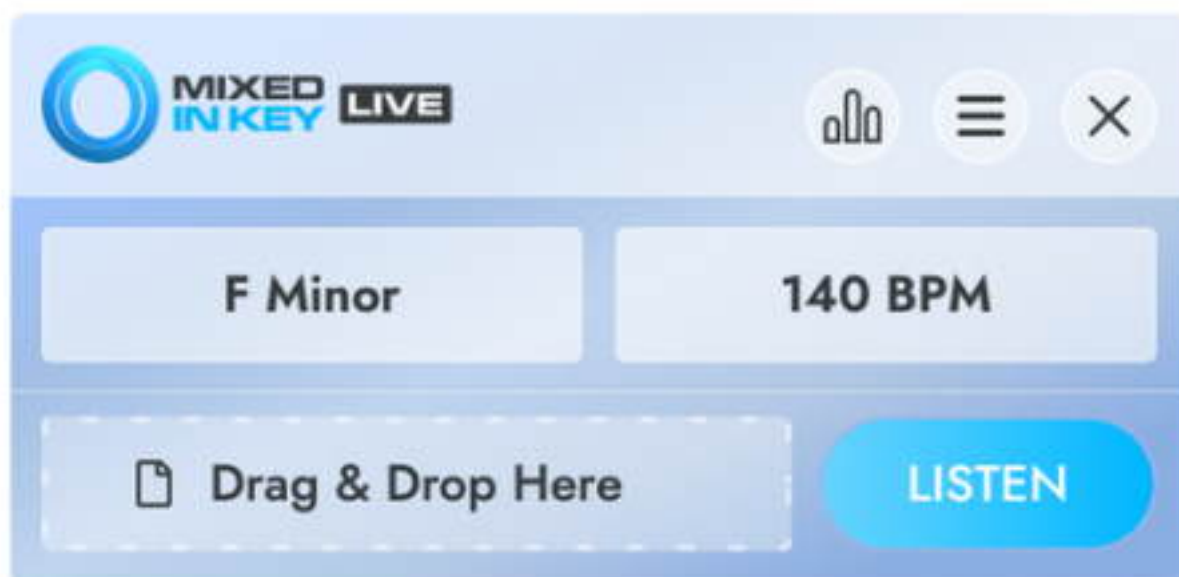 MIXED
IN KEY LIVE
F Minor
140 BPM
Drag & Drop Here
LISTEN